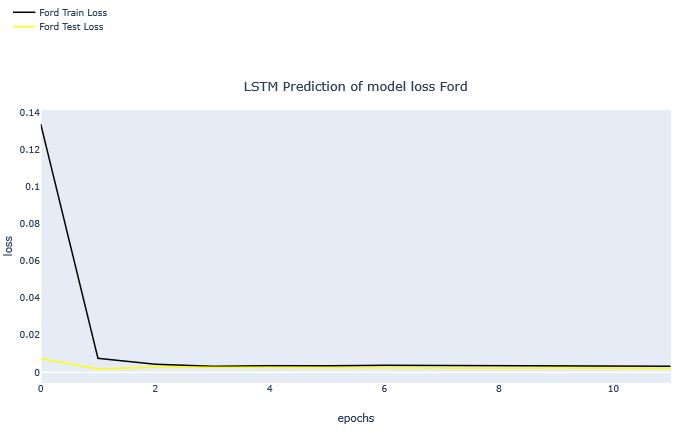 Ford Train Loss
Ford Test Loss
LSTM Prediction of model loss Ford
0.14
0.12
0.1
0.08
0.06
0.04
0.02
0
loss
0 2 4 6 8 10
epochs